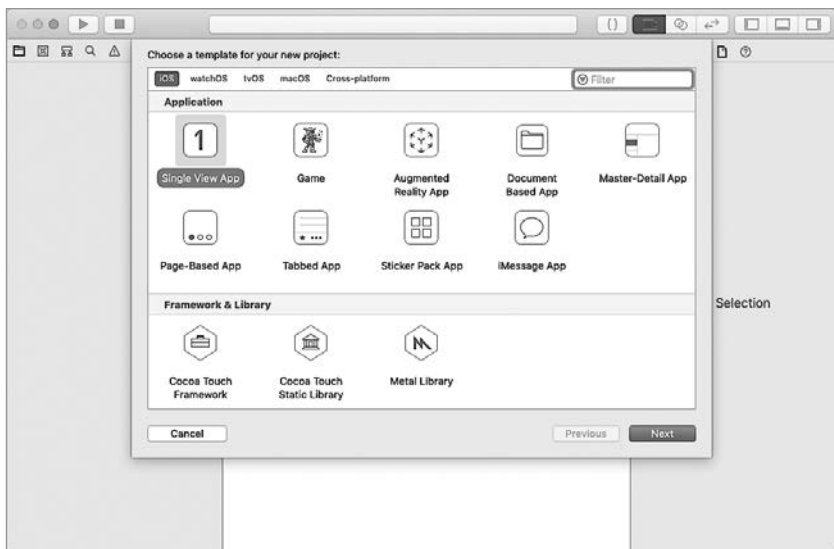 Choose a template for your new project:
iOS watchOS tvOS macOS Cross-platform Filter
Application
1
Single View App Game Augmented Reality App Document Based App Master-Detail App
Page-Based App Tabbed App Sticker Pack App iMessage App
Framework & Library
Selection
Cocoa Touch Framework Cocoa Touch Static Library Metal Library
Cancel Previous Next